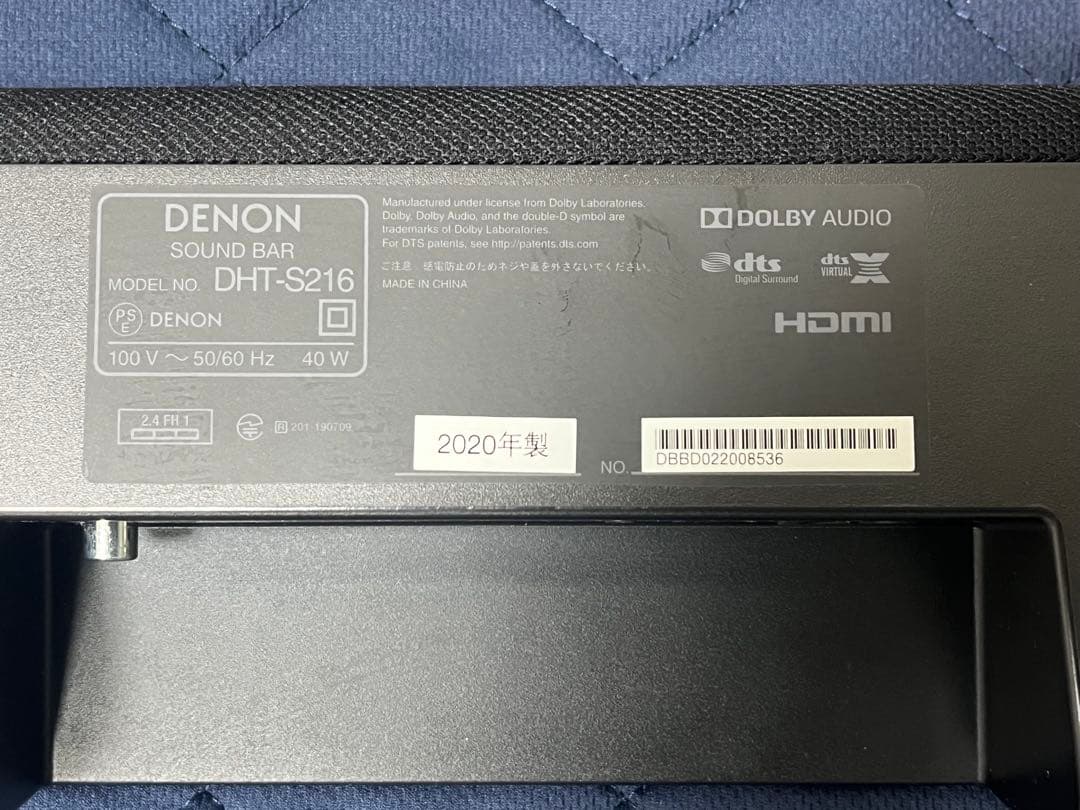 DENON
SOUND BAR
MODEL NO. DHT-S216
PS
E
DENON
100 V ～ 50/60 Hz 40 W
Manufactured under license from Dolby Laboratories.
Dolby, Dolby Audio, and the double-D symbol are
trademarks of Dolby Laboratories.
For DTS patents, see http://patents.dts.com
ご注意 : 感電防止のためネジや蓋を外さないでください。
MADE IN CHINA
DOLBY AUDIO
dts
Digital Surround
dts
VIRTUAL X
HDMI
2.4 FH 1
R 201-190709
2020年製
NO. DBBD022008536